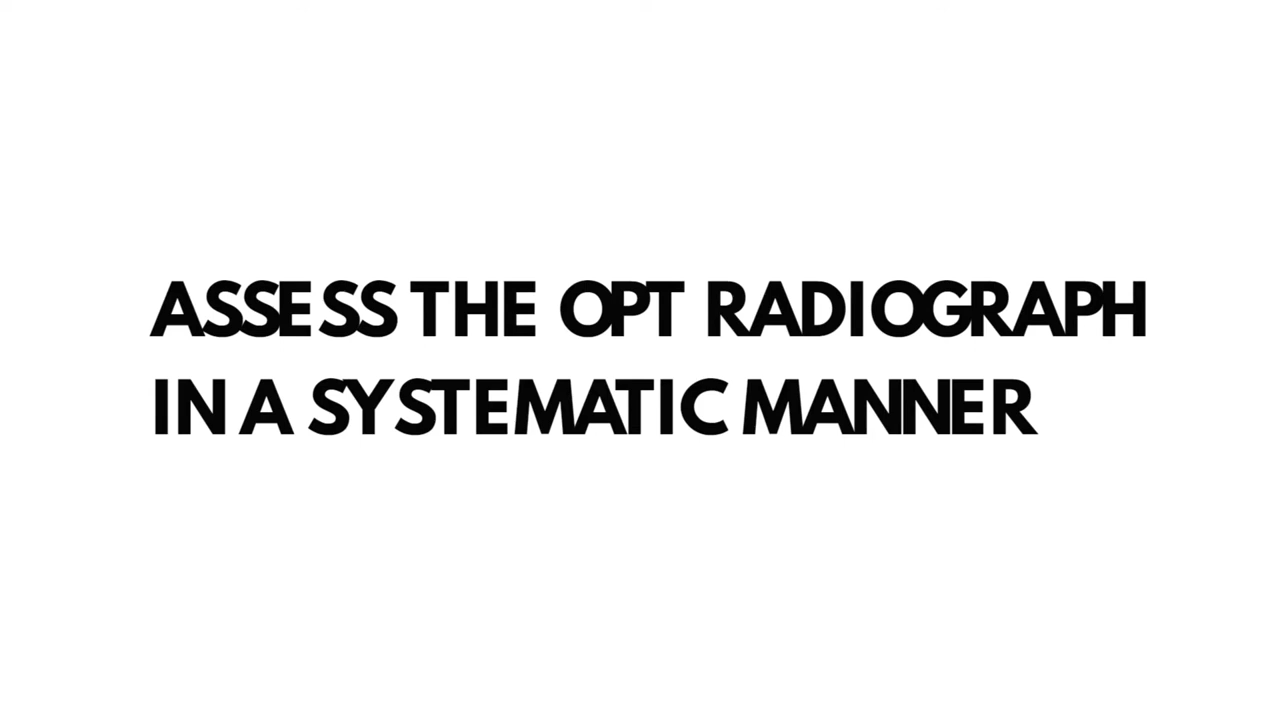 ASSESS THE OPT RADIOGRAPH
IN A SYSTEMATIC MANNER